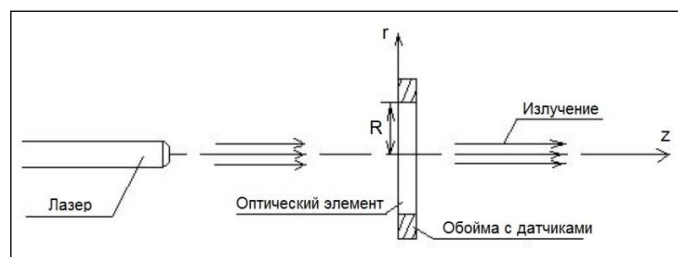 r
Излучение
R
z
Лазер
Оптический элемент
Обойма с датчиками